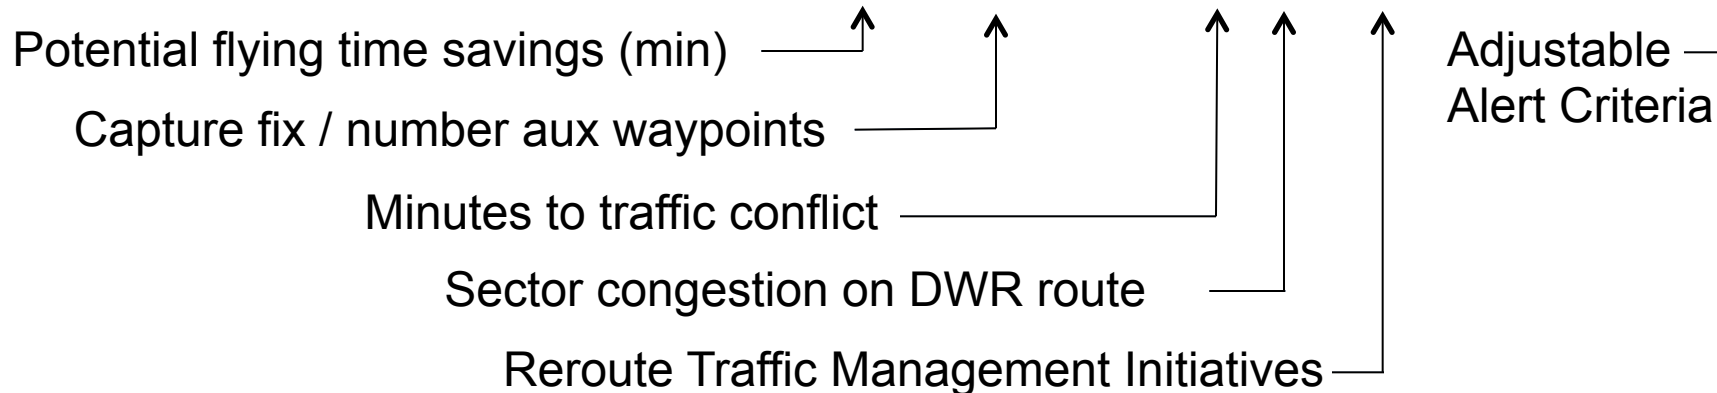 Potential flying time savings (min)
Adjustable
Alert Criteria
Capture fix / number aux waypoints
Minutes to traffic conflict
Sector congestion on DWR route
Reroute Traffic Management Initiatives